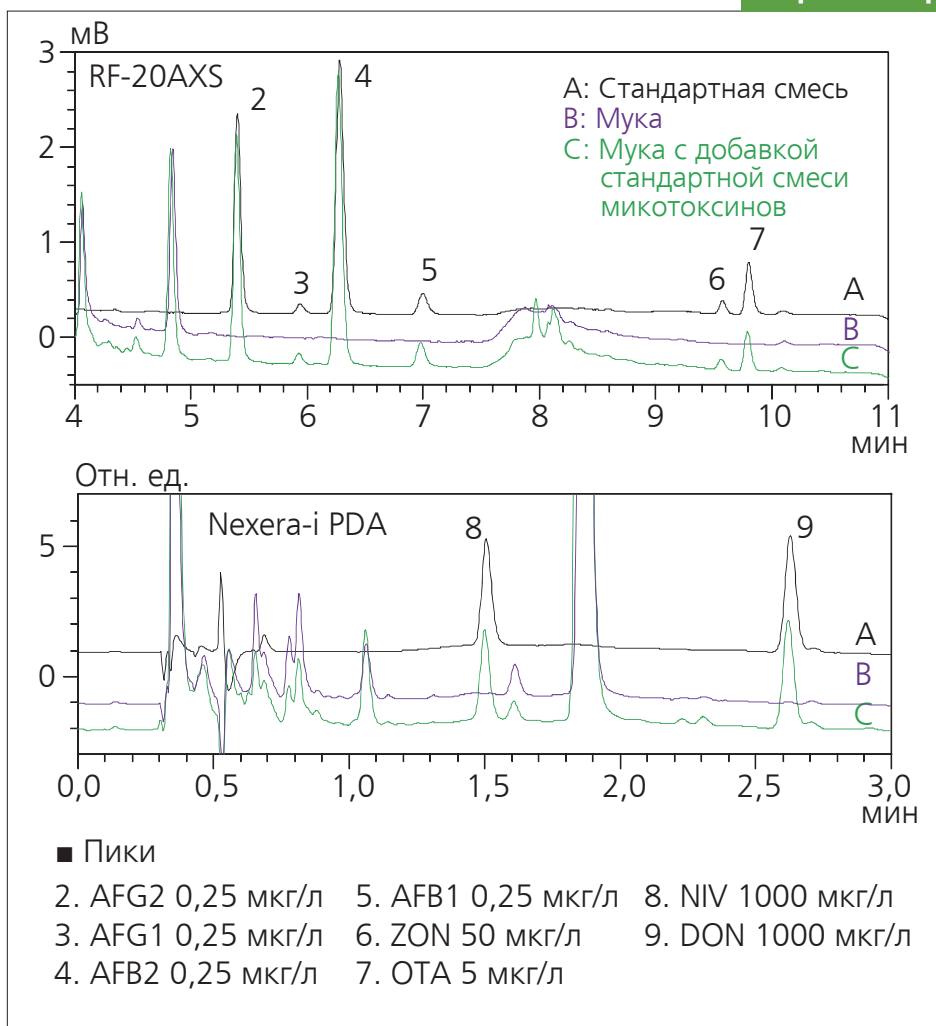 мВ
3
RF-20AXS
2
4
A: Стандартная смесь
B: Мука
C: Мука с добавкой
стандартной смеси
микотоксинов
2
1
3
5
6
7
A
0
B
C
4 5 6 7 8 9 10 11
мин
Отн. ед.
Nexera-i PDA
8
9
5
A
0
B
C
0,0 0,5 1,0 1,5 2,0 2,5 3,0
мин
■ Пики
2. AFG2 0,25 мкг/л 5. AFB1 0,25 мкг/л 8. NIV 1000 мкг/л
3. AFG1 0,25 мкг/л 6. ZON 50 мкг/л 9. DON 1000 мкг/л
4. AFB2 0,25 мкг/л 7. OTA 5 мкг/л